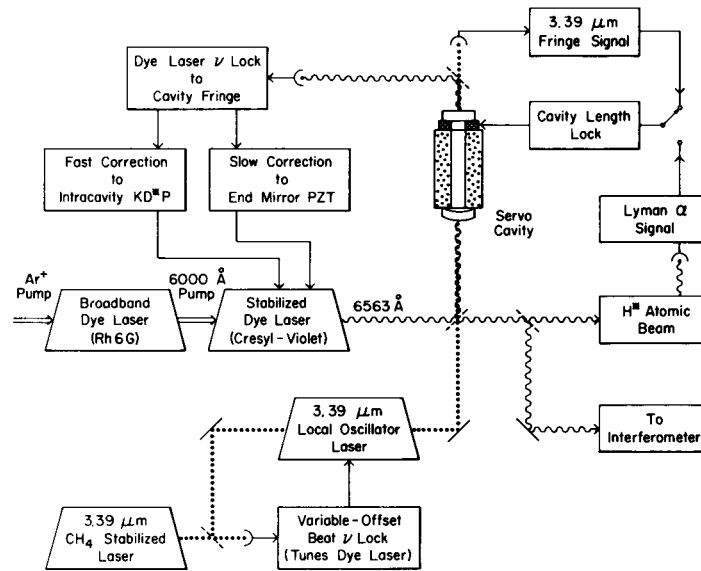 3.39 μm
Fringe Signal
Dye Laser ν Lock
to
Cavity Fringe
Cavity Length
Lock
Fast Correction
to
Intracavity KD*P
Slow Correction
to
End Mirror PZT
Servo
Cavity
Lyman α
Signal
Ar+
Pump
6000 Å
Pump
Broadband
Dye Laser
(Rh 6G)
Stabilized
Dye Laser
(Cresyl-Violet)
6563 Å
H* Atomic
Beam
3.39 μm
Local Oscillator
Laser
To
Interferometer
3.39 μm
CH4 Stabilized
Laser
Variable-Offset
Beat ν Lock
(Tunes Dye Laser)